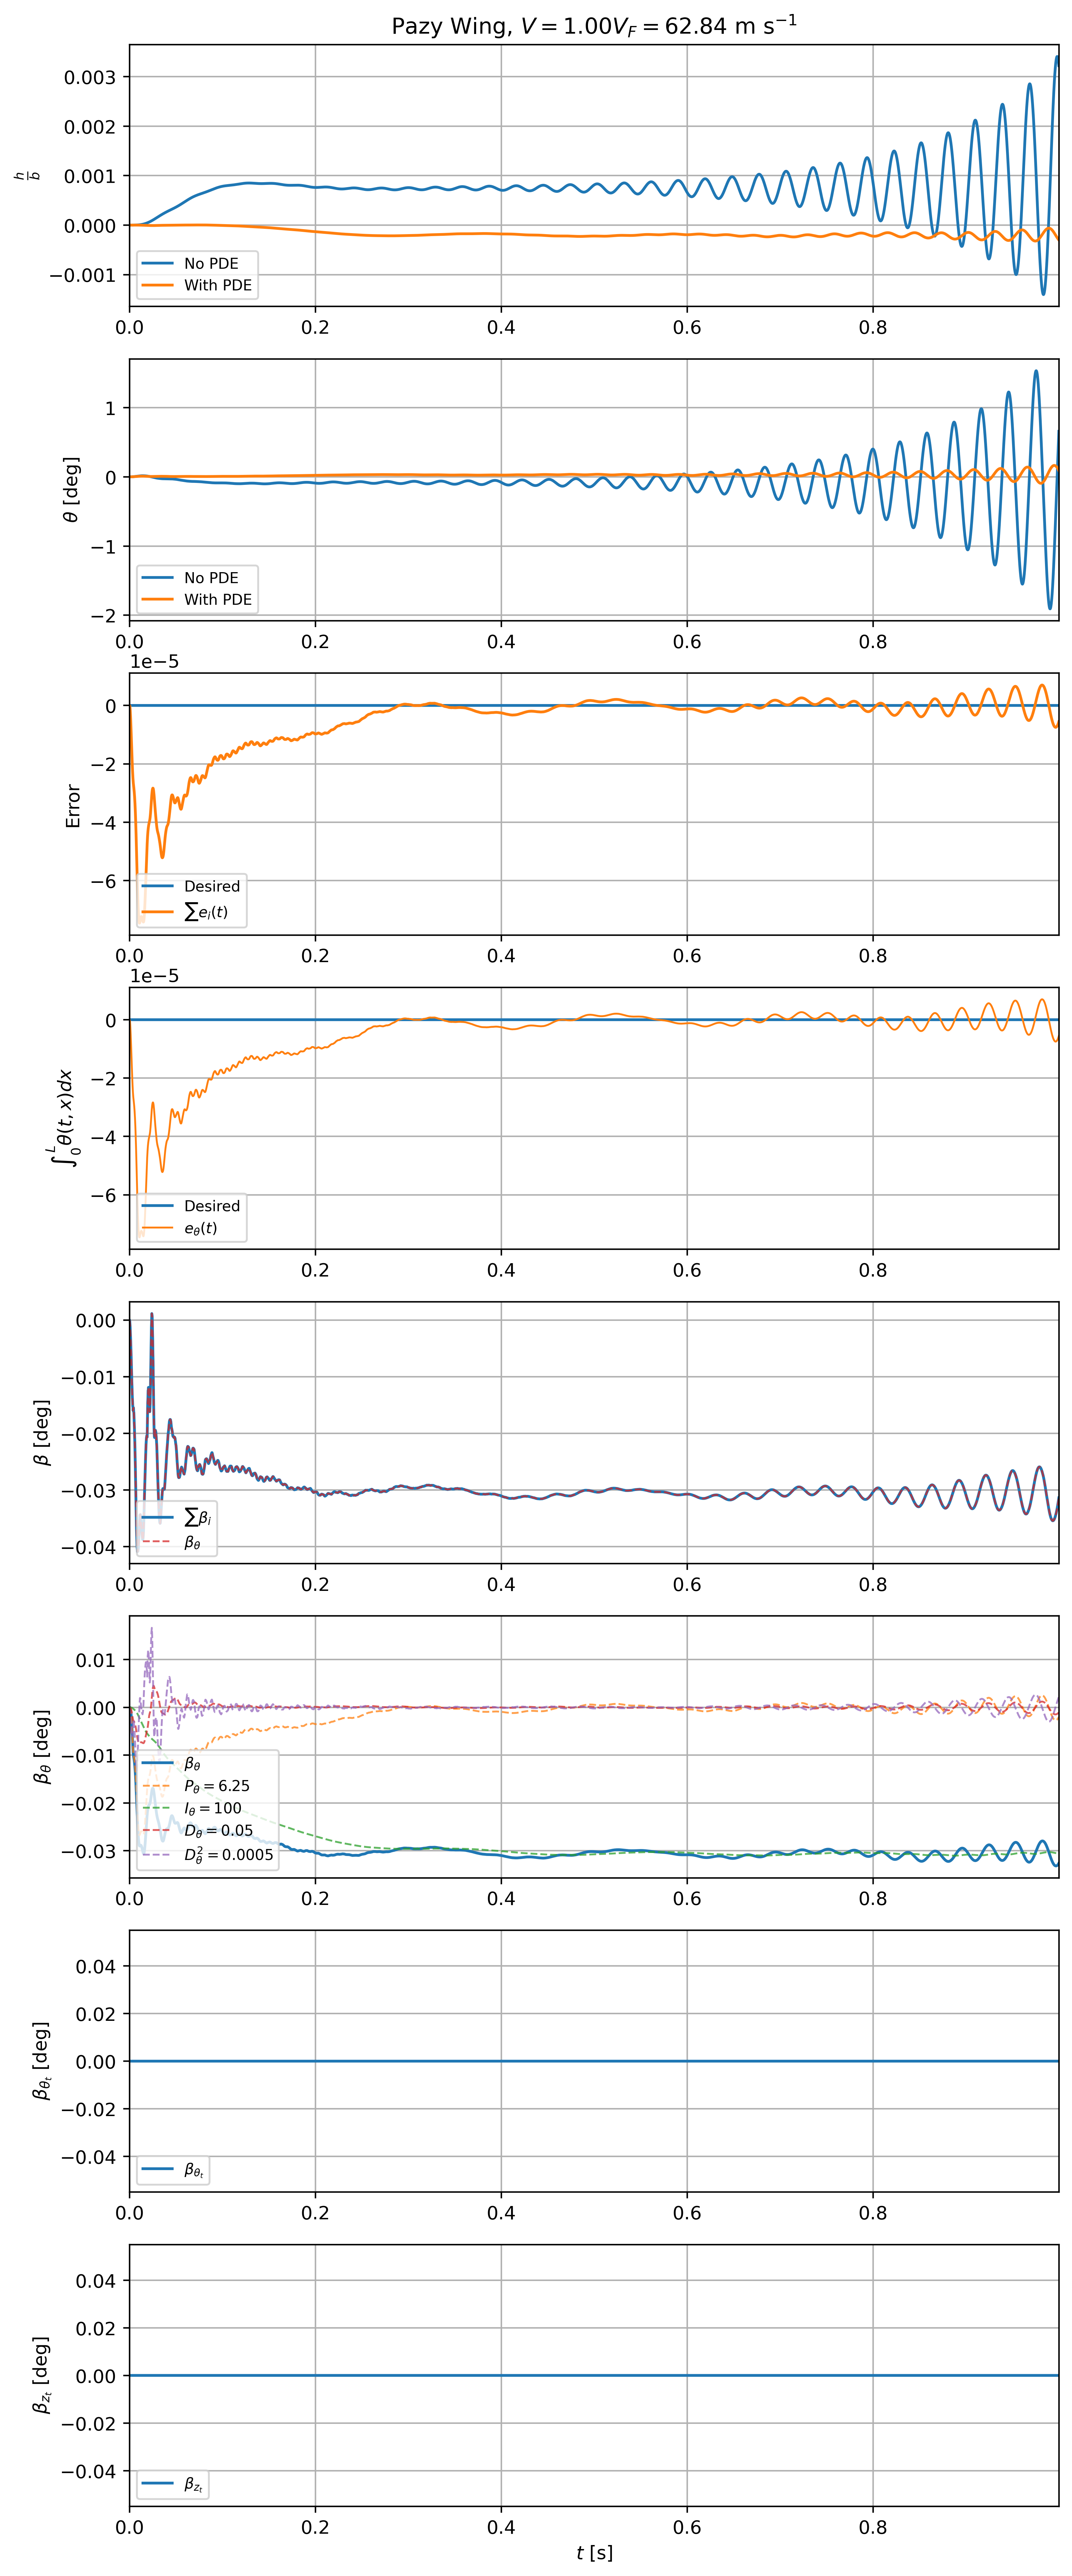 Pazy Wing, V = 1.00V_F = 62.84 m s⁻¹
h/b
0.003
0.002
0.001
0.000
−0.001
No PDE
With PDE
0.0 0.2 0.4 0.6 0.8
θ [deg]
1
0
−1
−2
No PDE
With PDE
0.0 0.2 0.4 0.6 0.8
1e−5
Error
0
−2
−4
−6
Desired
∑e_i(t)
0.0 0.2 0.4 0.6 0.8
1e−5
∫₀ᴸ θ(t, x)dx
0
−2
−4
−6
Desired
e_θ(t)
0.0 0.2 0.4 0.6 0.8
β [deg]
0.00
−0.01
−0.02
−0.03
−0.04
∑β_i
β_θ
0.0 0.2 0.4 0.6 0.8
β_θ [deg]
0.01
0.00
−0.01
−0.02
−0.03
β_θ
P_θ = 6.25
I_θ = 100
D_θ = 0.05
D²_θ = 0.0005
0.0 0.2 0.4 0.6 0.8
β_θₜ [deg]
0.04
0.02
0.00
−0.02
−0.04
β_θₜ
0.0 0.2 0.4 0.6 0.8
β_zₜ [deg]
0.04
0.02
0.00
−0.02
−0.04
β_zₜ
0.0 0.2 0.4 0.6 0.8
t [s]